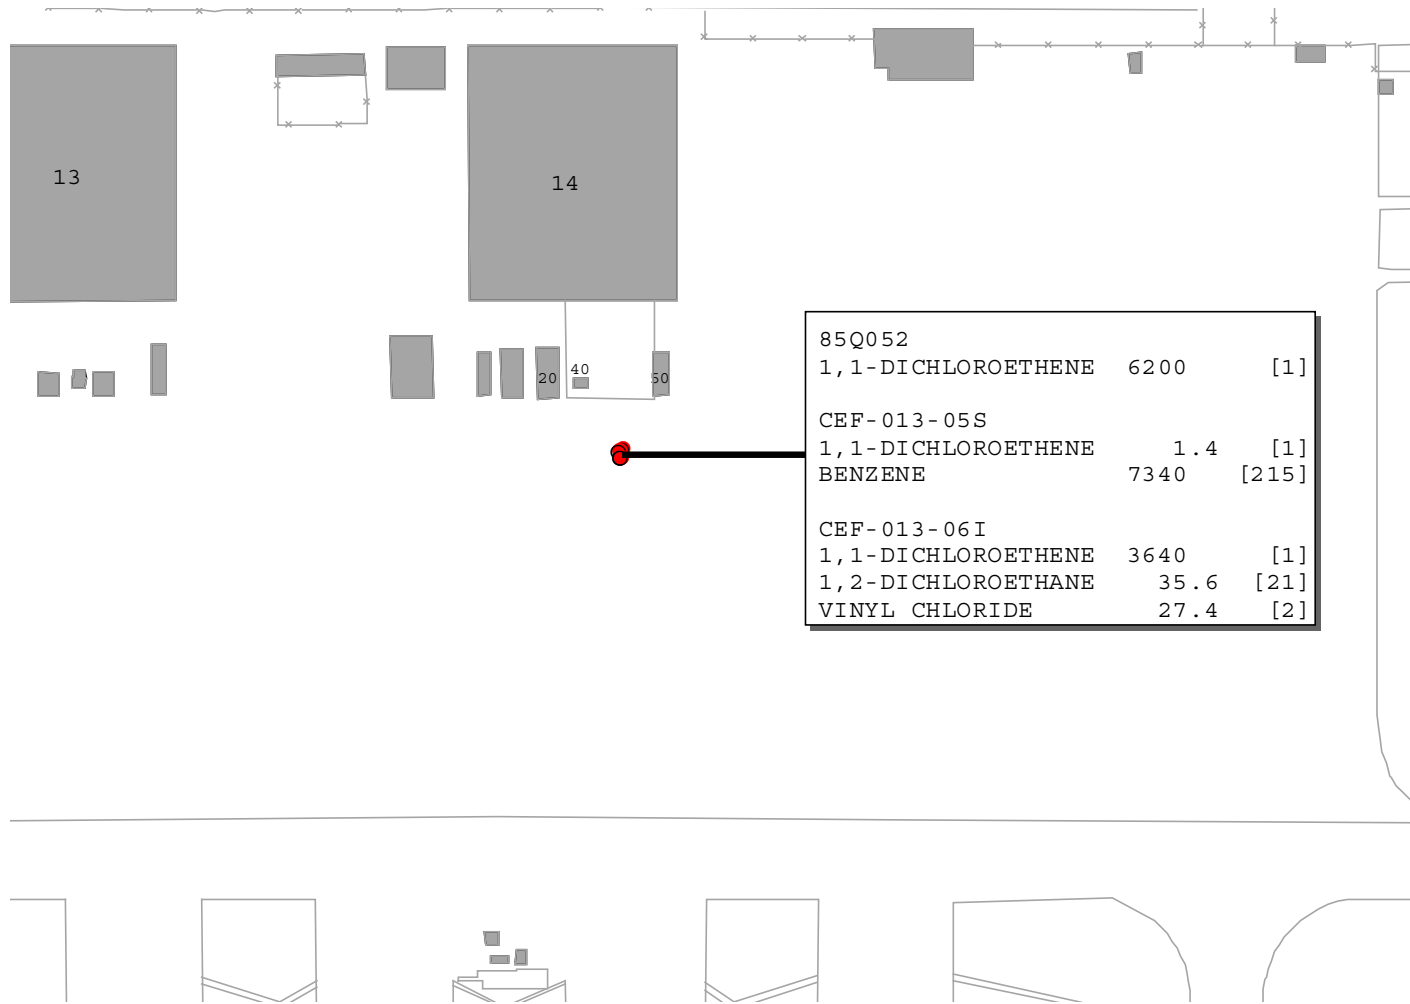 13
14
85Q052
1,1-DICHLOROETHENE 6200 [1]
CEF-013-05S
1,1-DICHLOROETHENE 1.4 [1]
BENZENE 7340 [215]
CEF-013-06I
1,1-DICHLOROETHENE 3640 [1]
1,2-DICHLOROETHANE 35.6 [21]
VINYL CHLORIDE 27.4 [2]
40
20